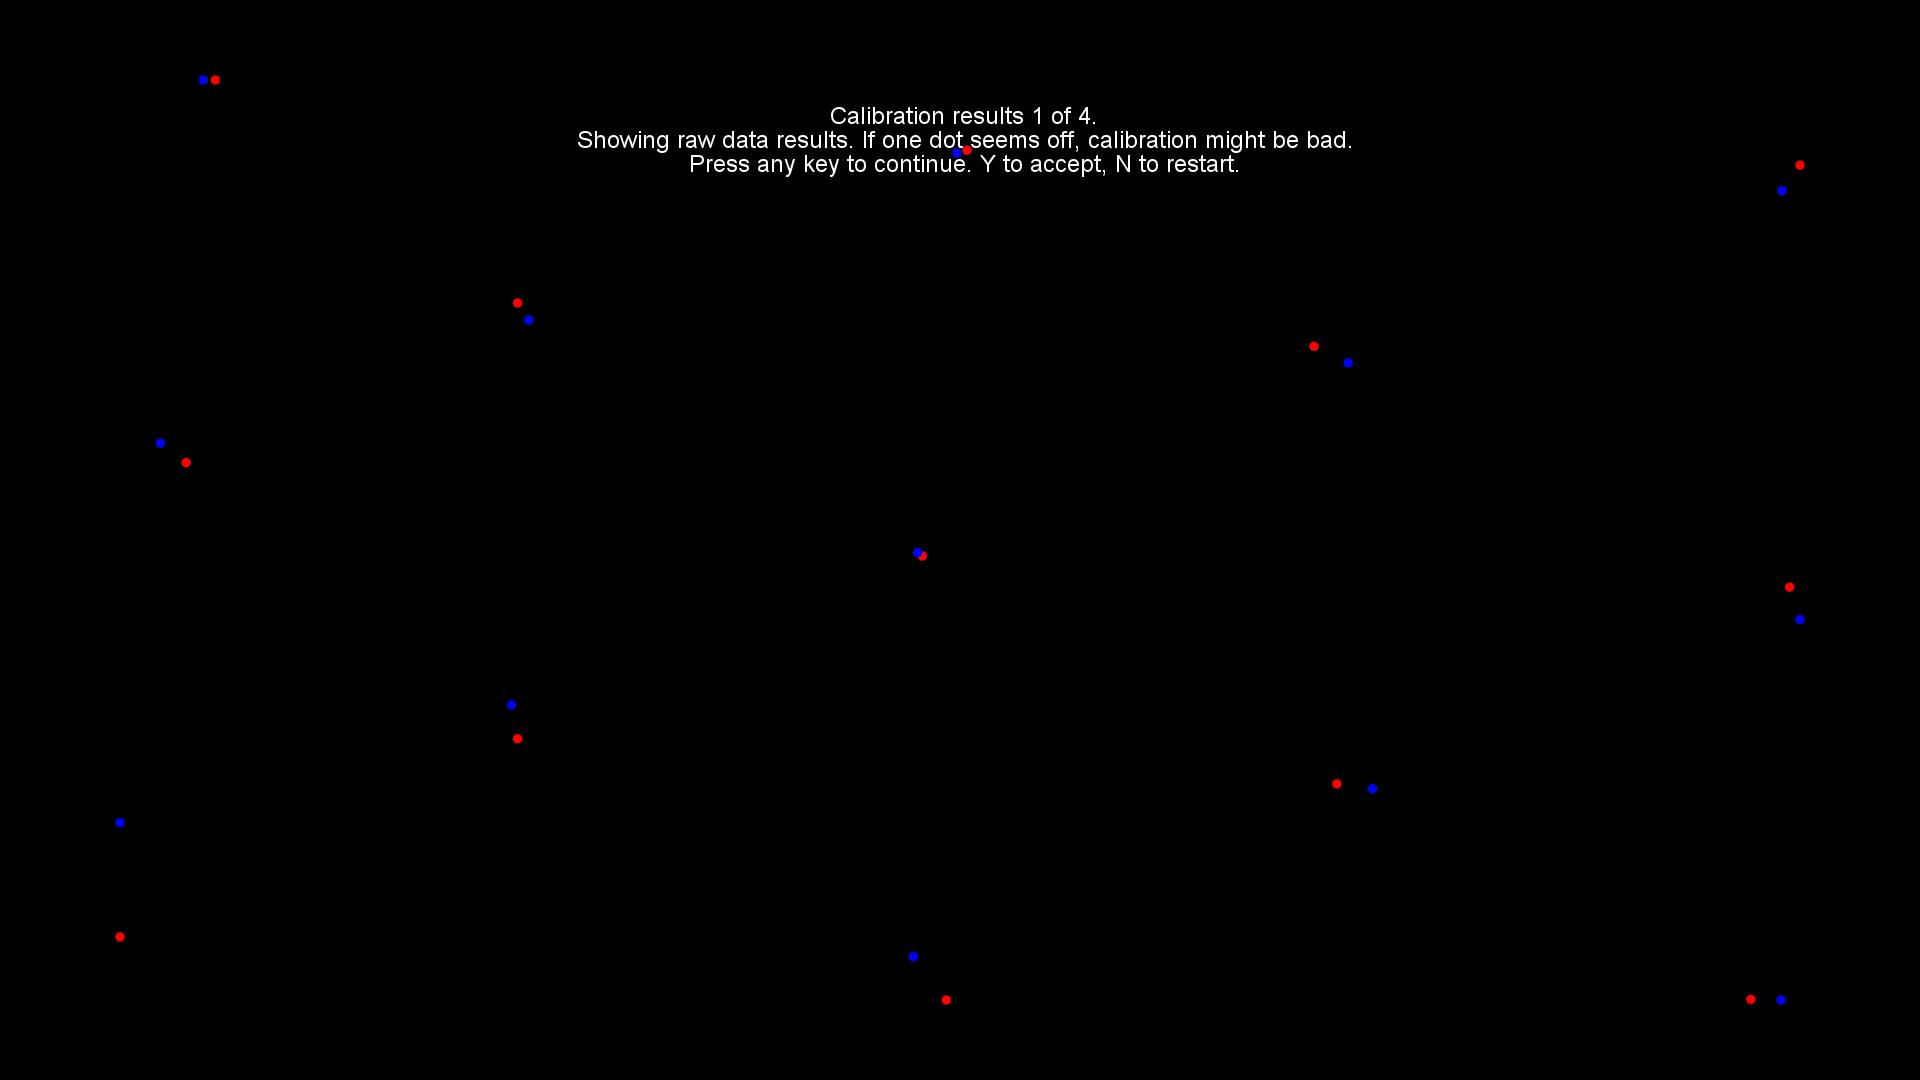 Calibration results 1 of 4.
Showing raw data results. If one dot seems off, calibration might be bad.
Press any key to continue. Y to accept, N to restart.